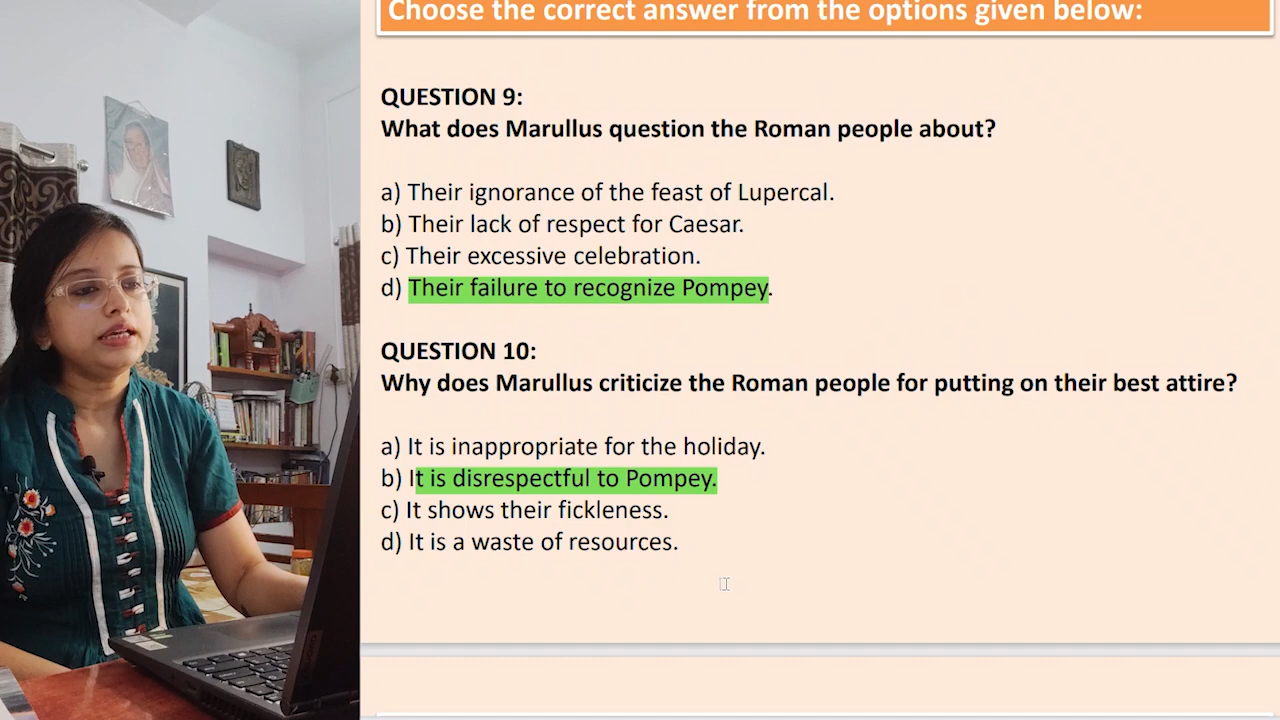 Choose the correct answer from the options given below:
QUESTION 9:
What does Marullus question the Roman people about?
a) Their ignorance of the feast of Lupercal.
b) Their lack of respect for Caesar.
c) Their excessive celebration.
d) Their failure to recognize Pompey.
QUESTION 10:
Why does Marullus criticize the Roman people for putting on their best attire?
a) It is inappropriate for the holiday.
b) It is disrespectful to Pompey.
c) It shows their fickleness.
d) It is a waste of resources.